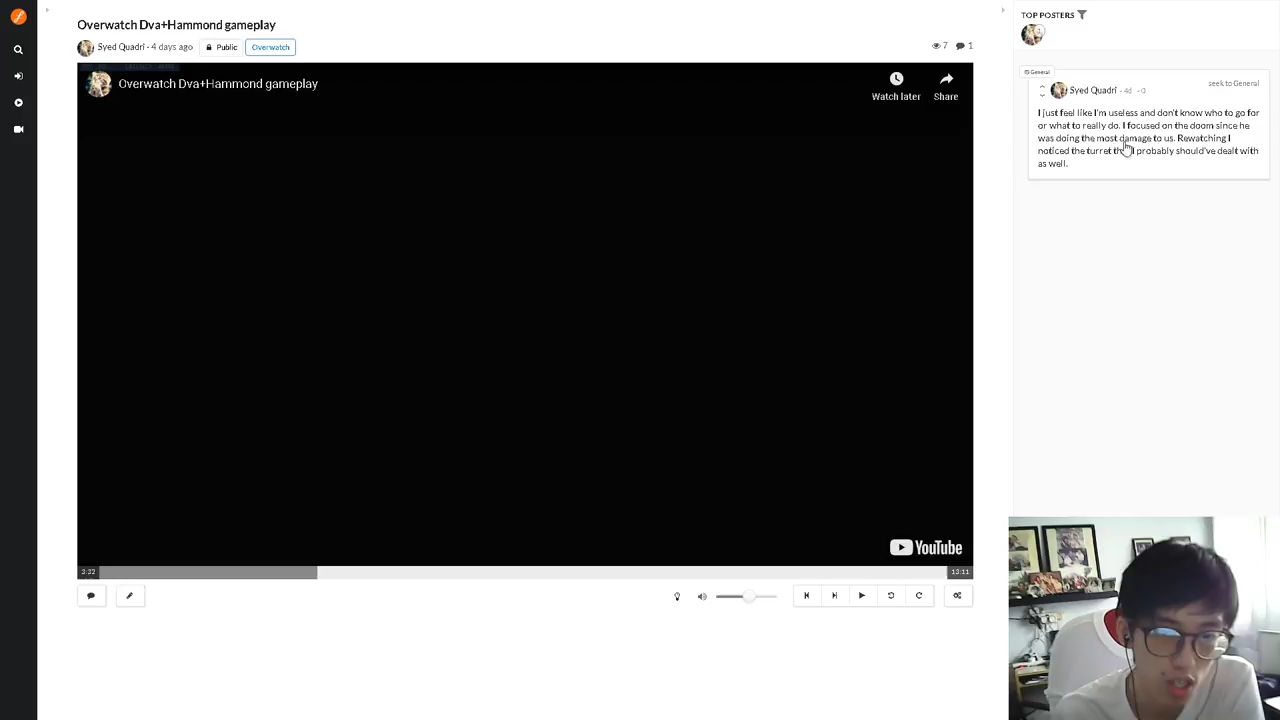 Overwatch Dva+Hammond gameplay
Syed Quadri · 4 days ago Public Overwatch
7 1
Overwatch Dva+Hammond gameplay
Watch later Share
YouTube
3:22 13:11
TOP POSTERS
General
Syed Quadri · 4d · 0 seek to General
I just feel like I'm useless and don't know who to go for
or what to really do. I focused on the doom since he
was doing the most damage to us. Rewatching I
noticed the turret I probably should've dealt with
as well.